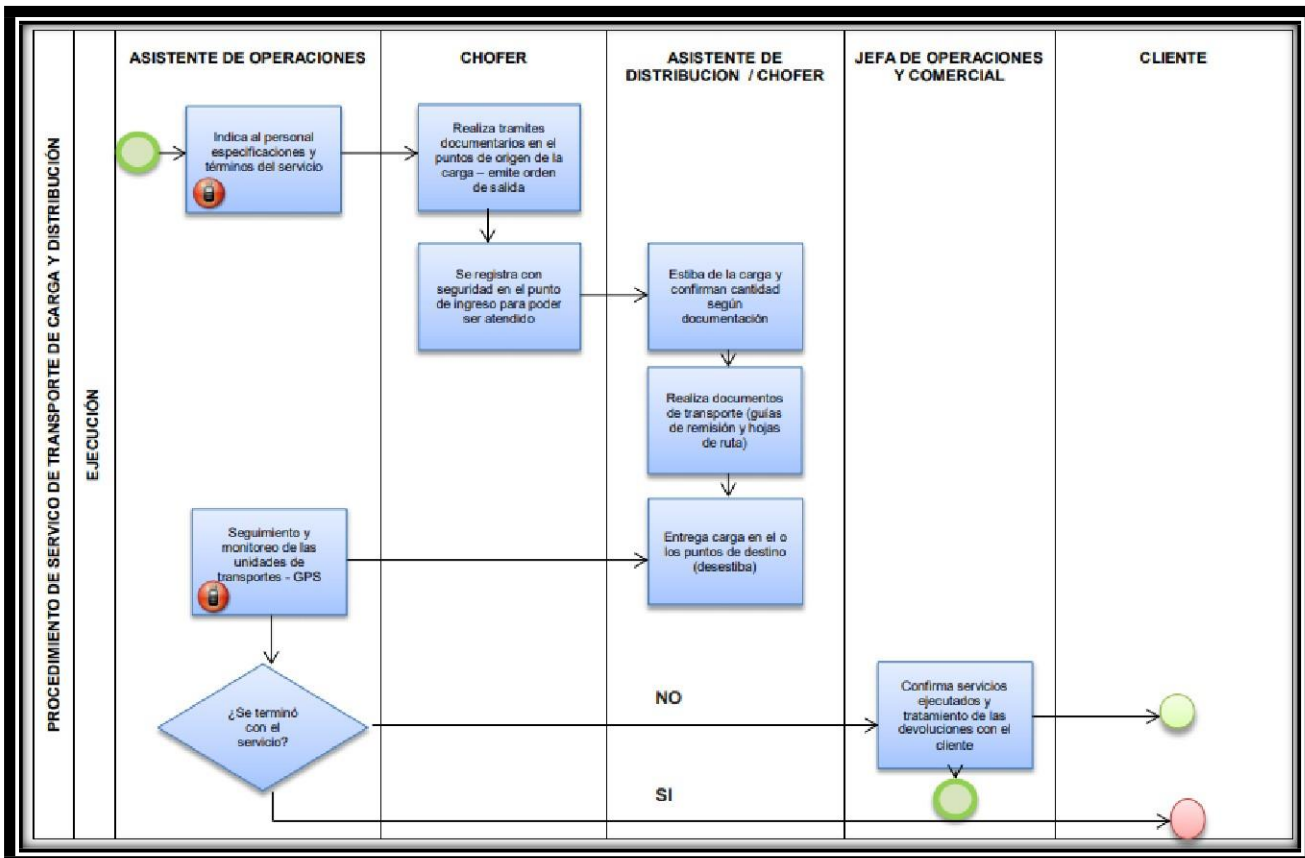 PROCEDIMIENTO DE SERVICO DE TRANSPORTE DE CARGA Y DISTRIBUCIÓN
EJECUCIÓN
ASISTENTE DE OPERACIONES
CHOFER
ASISTENTE DE
DISTRIBUCION / CHOFER
JEFA DE OPERACIONES
Y COMERCIAL
CLIENTE
Indica al personal
especificaciones y
términos del servicio
Realiza tramites
documentarios en el
puntos de origen de la
carga – emite orden
de salida
Se registra con
seguridad en el punto
de ingreso para poder
ser atendido
Estiba de la carga y
confirman cantidad
según
documentación
Realiza documentos
de transporte (guías
de remisión y hojas
de ruta)
Seguimiento y
monitoreo de las
unidades de
transportes - GPS
Entrega carga en el o
los puntos de destino
(desestiba)
¿Se terminó
con el
servicio?
NO
Confirma servicios
ejecutados y
tratamiento de las
devoluciones con el
cliente
SI